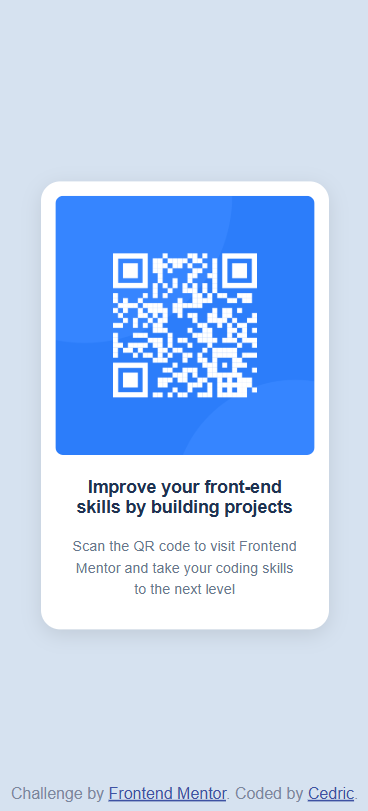 Improve your front-end
skills by building projects
Scan the QR code to visit Frontend
Mentor and take your coding skills
to the next level
Challenge by Frontend Mentor. Coded by Cedric.